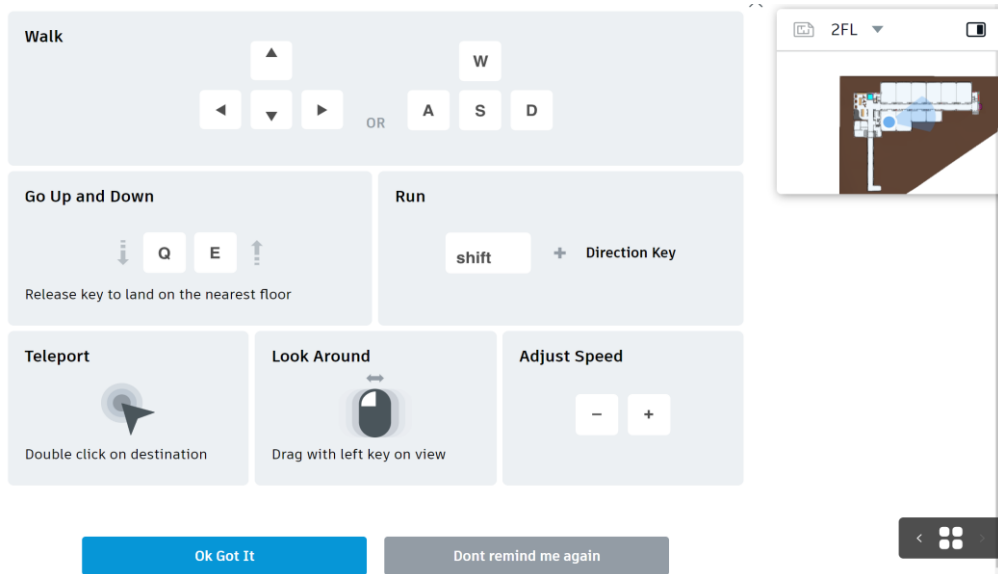 Walk
W
OR
A
S
D
2FL
Go Up and Down
Q
E
Release key to land on the nearest floor
Run
shift
+
Direction Key
Teleport
Double click on destination
Look Around
Drag with left key on view
Adjust Speed
−
+
Ok Got It
Dont remind me again